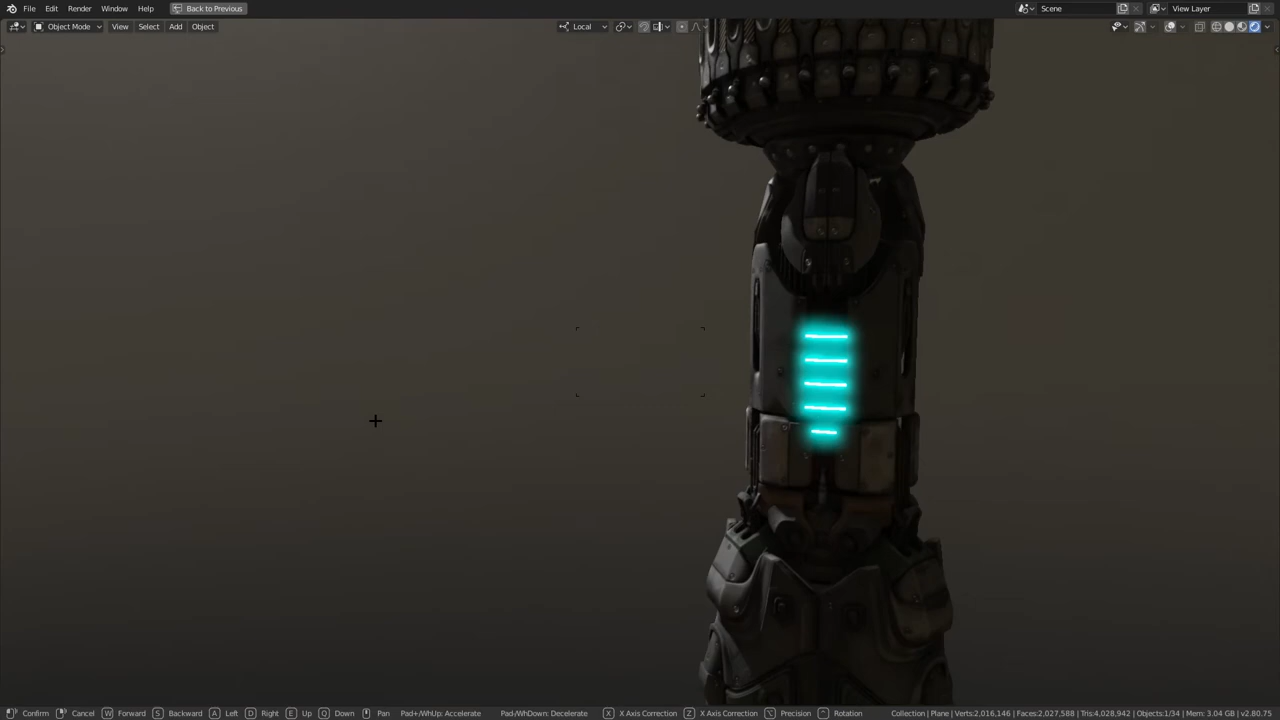 File Edit Render Window Help Back to Previous Scene View Layer
Object Mode View Select Add Object Local
Confirm Cancel W Forward S Backward A Left D Right E Up Q Down Pan Pad+/WhUp: Accelerate Pad/WhDown: Decelerate X X Axis Correction Z X Axis Correction Precision Rotation Collection | Plane | Verts:2,016,146 | Faces:2,027,588 | Tris:4,028,942 | Objects:1/34 | Mem: 3.04 GB | v2.80.75